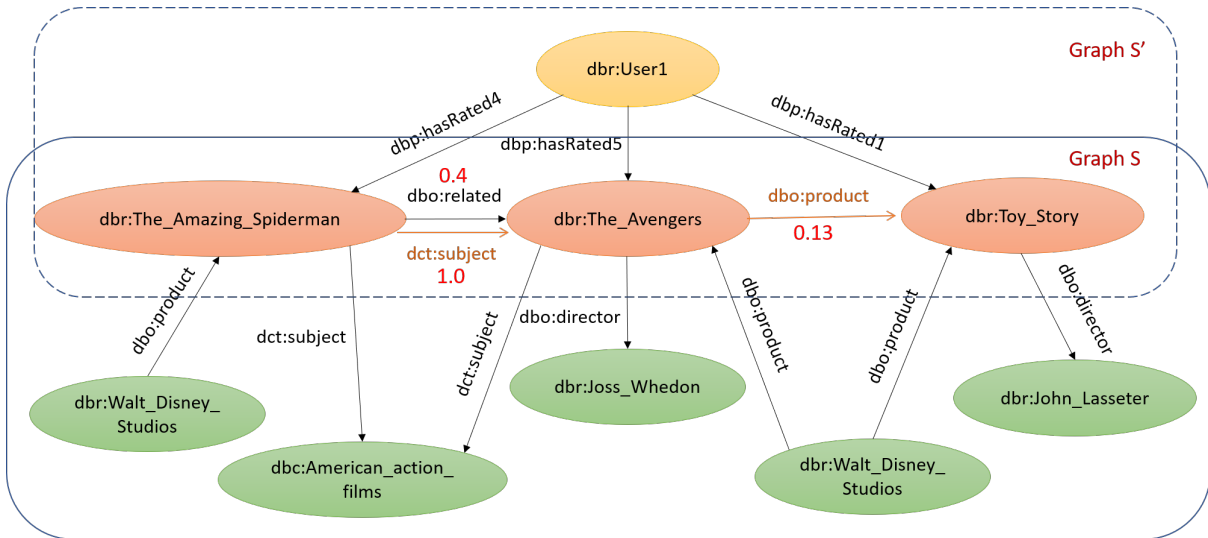 Graph S’
dbr:User1
dbp:hasRated4
dbp:hasRated5
dbp:hasRated1
Graph S
0.4
dbo:related
dbo:product
dbr:The_Amazing_Spiderman
dbr:The_Avengers
dbr:Toy_Story
dct:subject
0.13
1.0
dbo:product
dct:subject
dct:subject
dbo:director
dbo:product
dbo:product
dbo:director
dbr:Walt_Disney_
Studios
dbr:Joss_Whedon
dbr:John_Lasseter
dbc:American_action_
films
dbr:Walt_Disney_
Studios